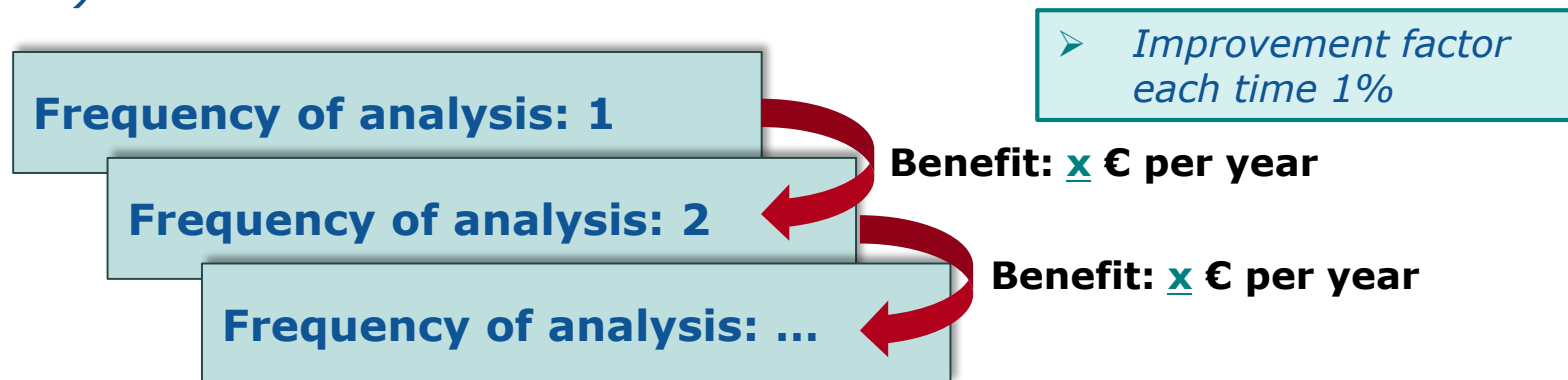 )
➢ Improvement factor
each time 1%
Frequency of analysis: 1
Benefit: x € per year
Frequency of analysis: 2
Benefit: x € per year
Frequency of analysis: ...